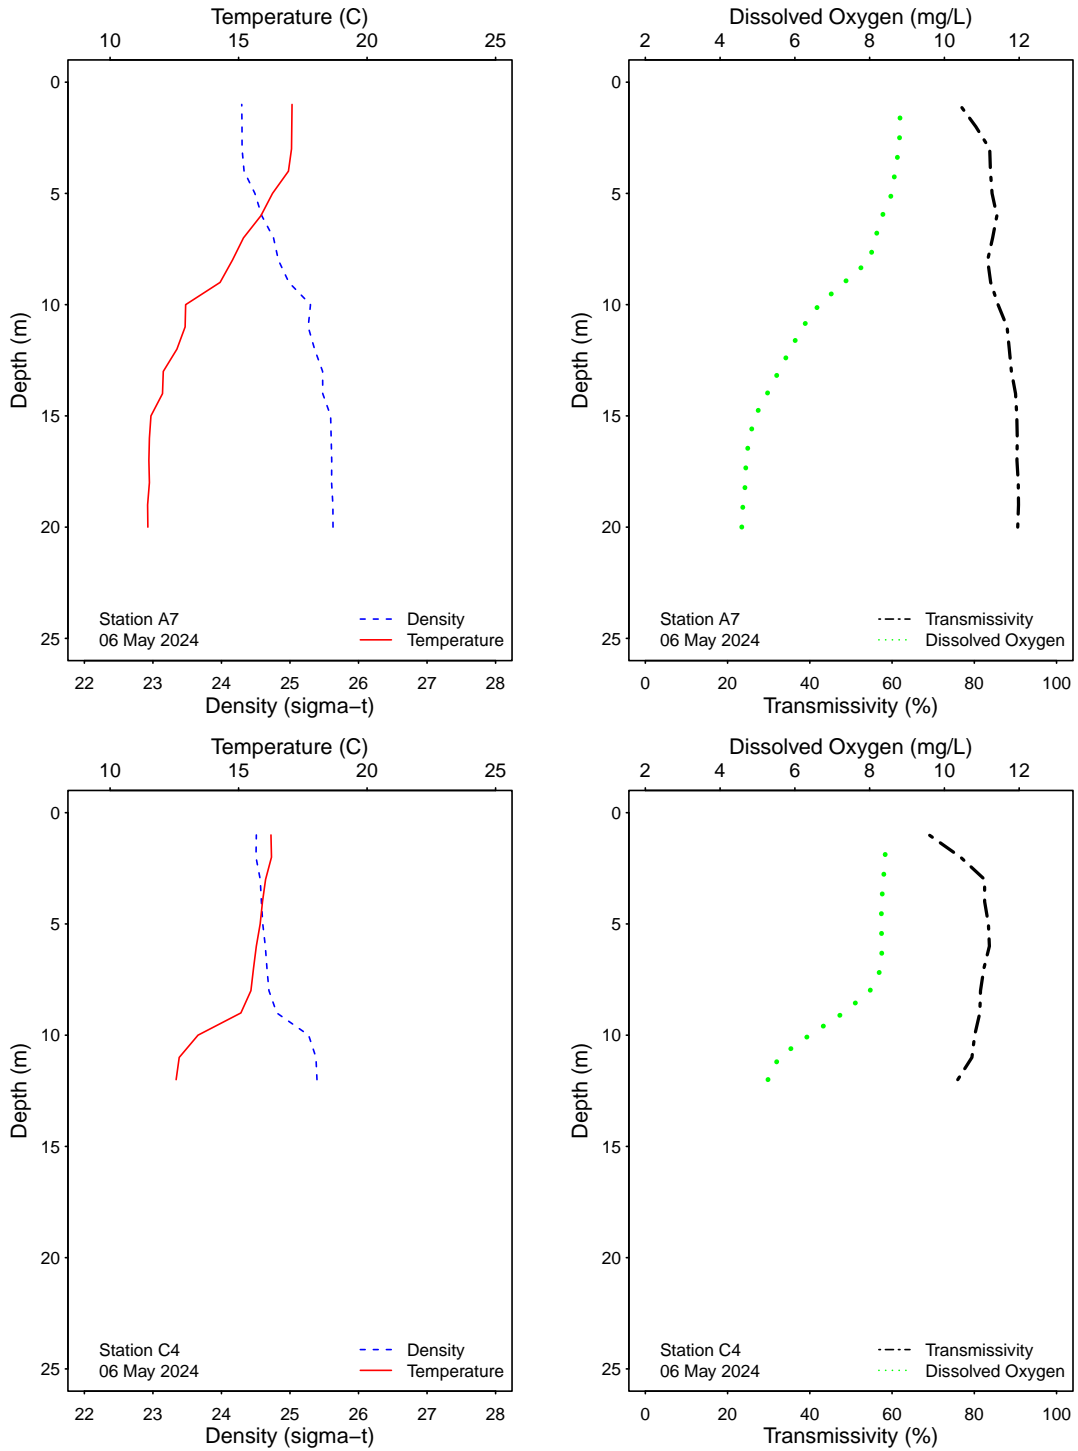 Temperature (C)
10 15 20 25
0
5
10
15
20
25
Depth (m)
Station A7
06 May 2024
Density
Temperature
22 23 24 25 26 27 28
Density (sigma−t)
Dissolved Oxygen (mg/L)
2 4 6 8 10 12
0
5
10
15
20
25
Depth (m)
Station A7
06 May 2024
Transmissivity
Dissolved Oxygen
0 20 40 60 80 100
Transmissivity (%)
Temperature (C)
10 15 20 25
0
5
10
15
20
25
Depth (m)
Station C4
06 May 2024
Density
Temperature
22 23 24 25 26 27 28
Density (sigma−t)
Dissolved Oxygen (mg/L)
2 4 6 8 10 12
0
5
10
15
20
25
Depth (m)
Station C4
06 May 2024
Transmissivity
Dissolved Oxygen
0 20 40 60 80 100
Transmissivity (%)